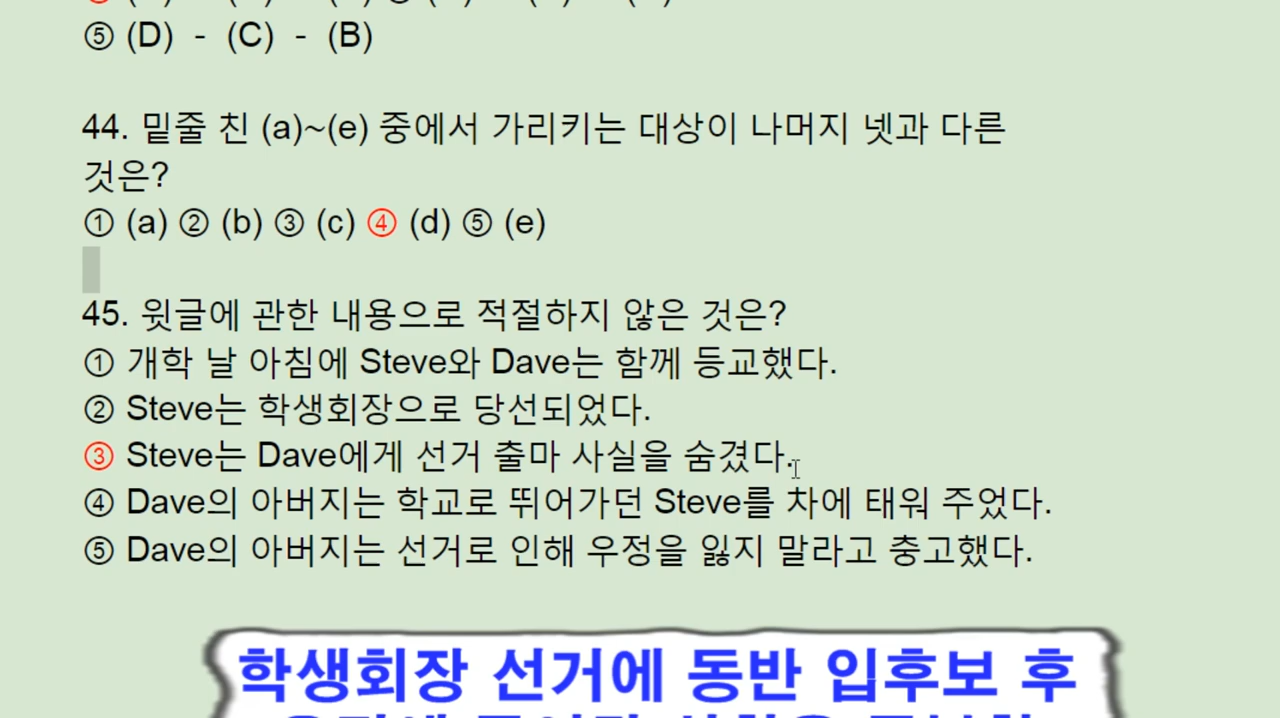 ⑤ (D) - (C) - (B)
44. 밑줄 친 (a)~(e) 중에서 가리키는 대상이 나머지 넷과 다른
것은?
① (a) ② (b) ③ (c) ④ (d) ⑤ (e)
45. 윗글에 관한 내용으로 적절하지 않은 것은?
① 개학 날 아침에 Steve와 Dave는 함께 등교했다.
② Steve는 학생회장으로 당선되었다.
③ Steve는 Dave에게 선거 출마 사실을 숨겼다.
④ Dave의 아버지는 학교로 뛰어가던 Steve를 차에 태워 주었다.
⑤ Dave의 아버지는 선거로 인해 우정을 잃지 말라고 충고했다.
학생회장 선거에 동반 입후보 후